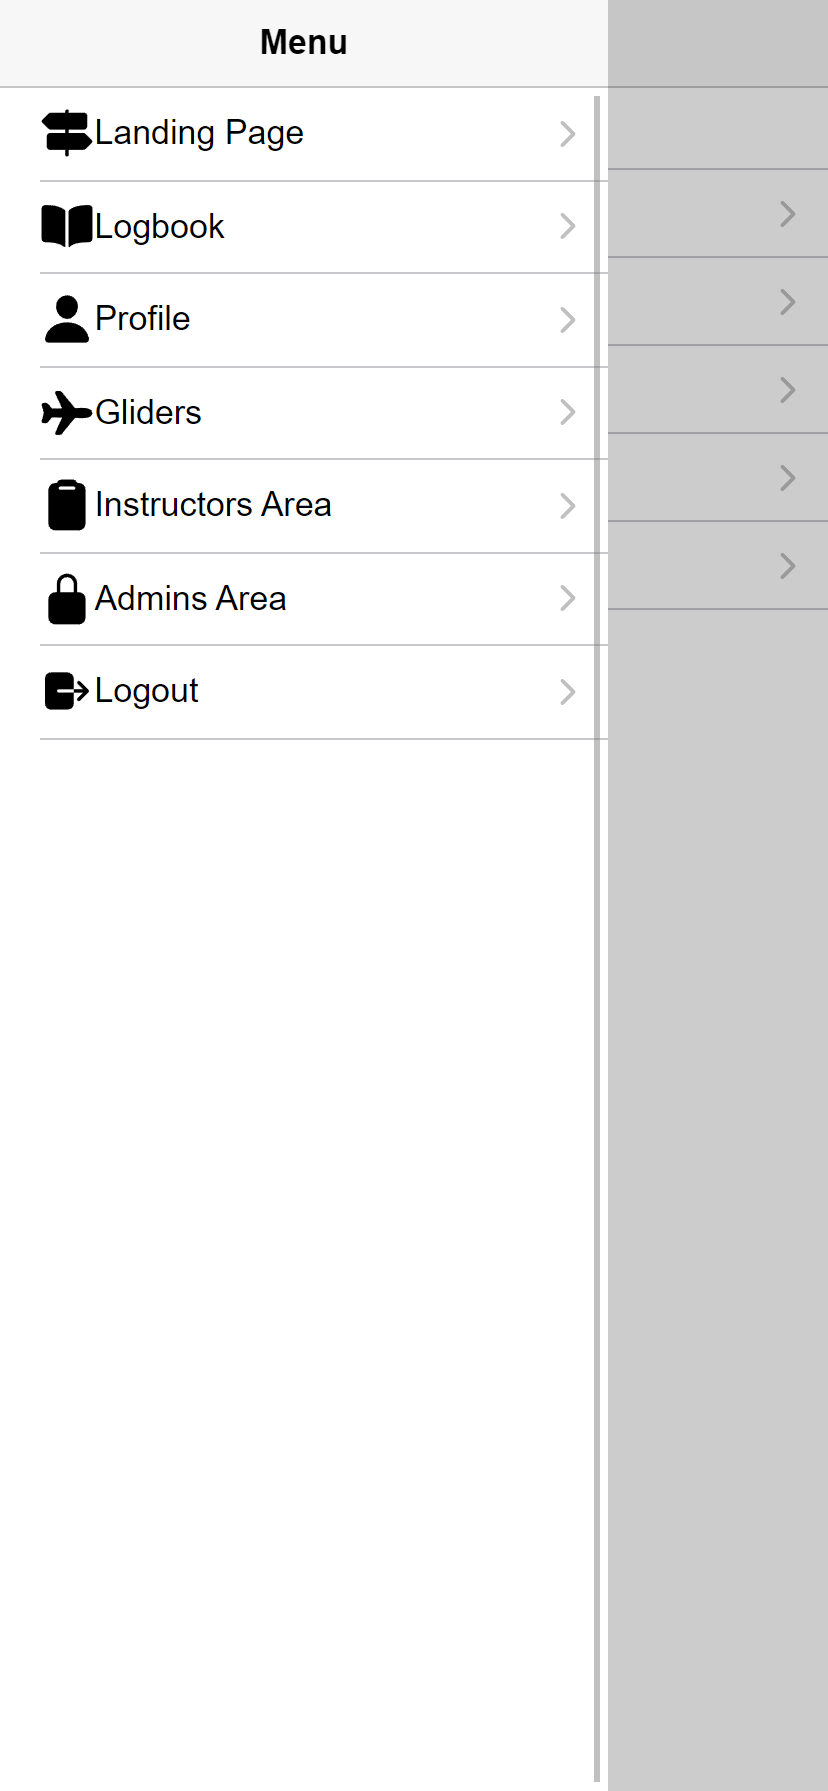 Menu
Landing Page
Logbook
Profile
Gliders
Instructors Area
Admins Area
Logout